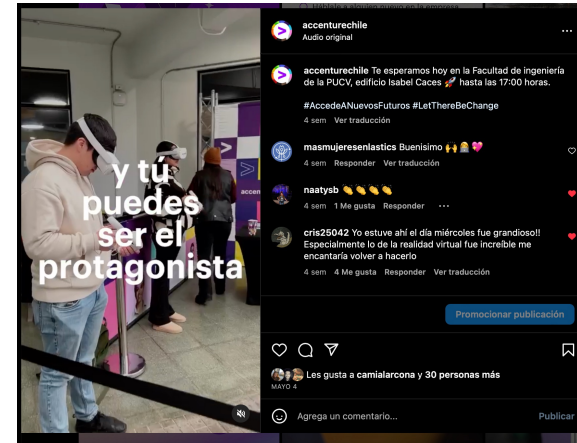 y tú
puedes
ser el
protagonista
accen
accenturechile
Audio original
accenturechile Te esperamos hoy en la Facultad de ingeniería
de la PUCV, edificio Isabel Caces 🚀 hasta las 17:00 horas.
#AccedeANuevosFuturos #LetThereBeChange
4 sem Ver traducción
masmujeresenlastics Buenisimo 🙌👩‍💻💖
4 sem Responder Ver traducción
naatysb 👏👏👏👏
4 sem 1 Me gusta Responder ...
cris25042 Yo estuve ahí el día miércoles fue grandioso!!
Especialmente lo de la realidad virtual fue increíble me
encantaría volver a hacerlo
4 sem 4 Me gusta Responder Ver traducción
Promocionar publicación
Les gusta a camialarcona y 30 personas más
MAYO 4
Agrega un comentario...
Publicar